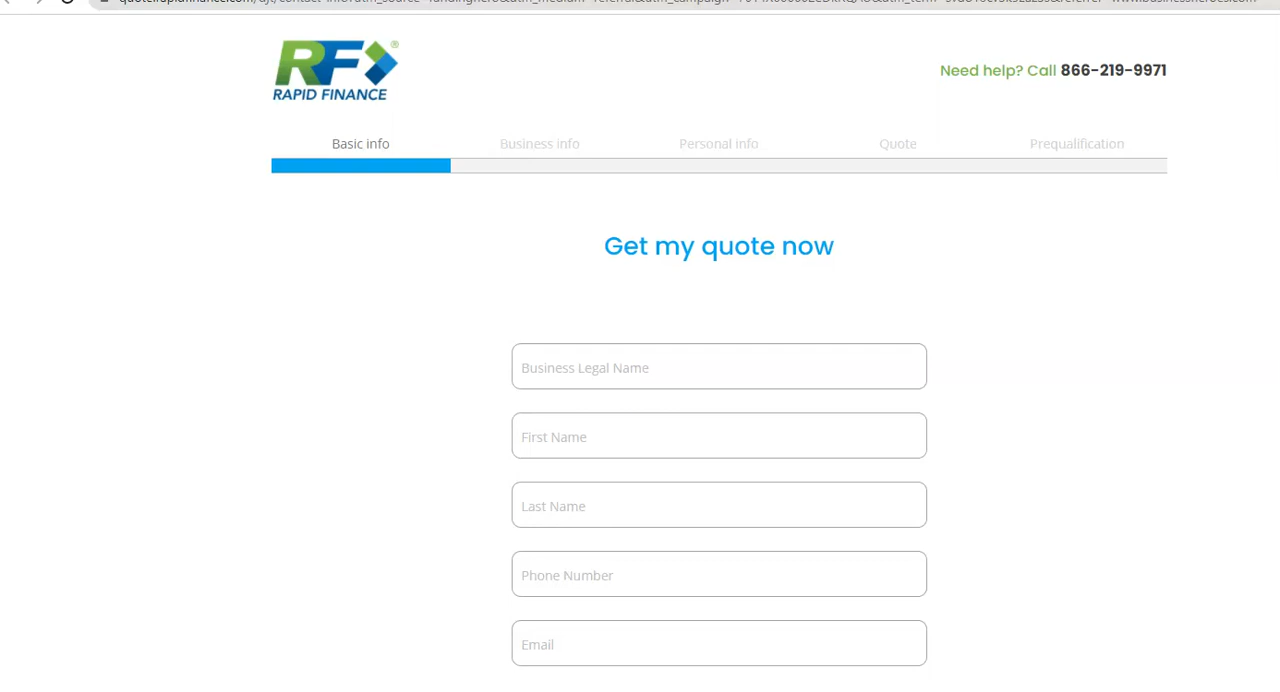 RF
RAPID FINANCE
Need help? Call 866-219-9971
Basic info Business info Personal info Quote Prequalification
Get my quote now
Business Legal Name
First Name
Last Name
Phone Number
Email